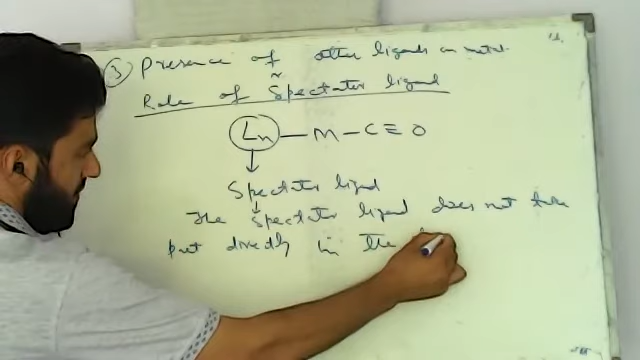 ③ Presence of other ligands on metal.
Role of Spectator ligand
Ln — M — C ≡ O
Spectator ligand
The Spectator ligand does not take
part directly in the